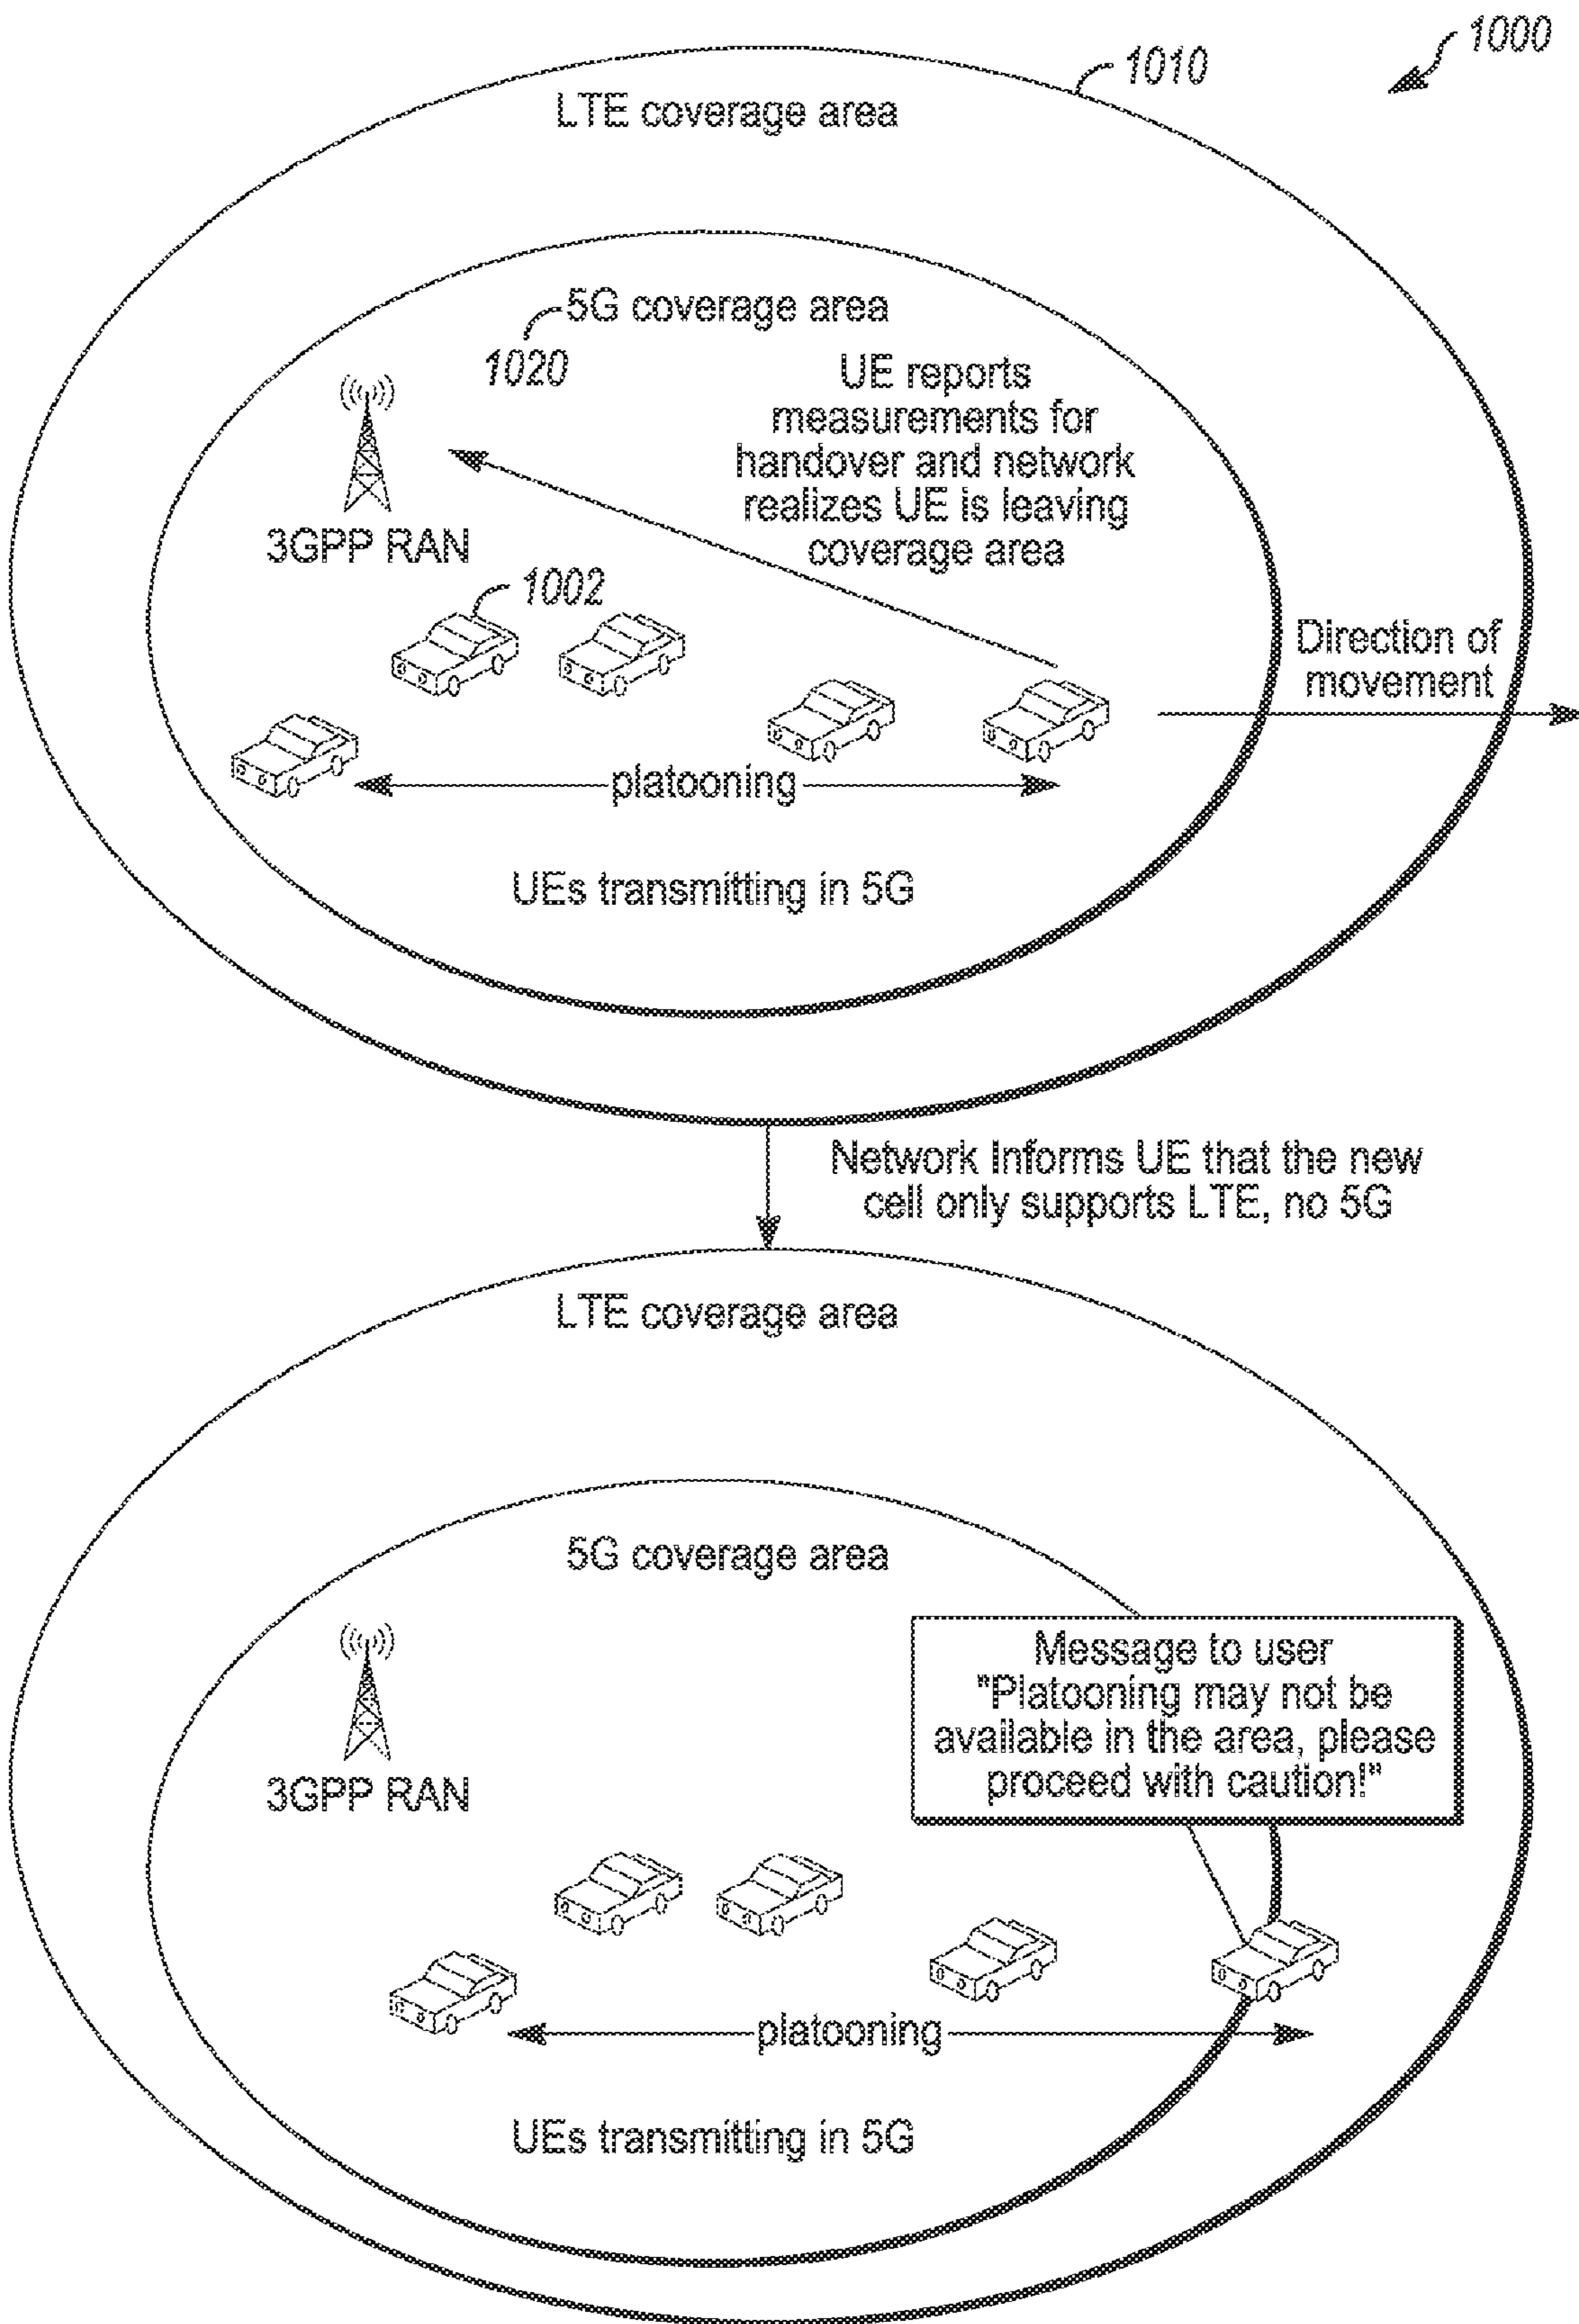 1000
1010
LTE coverage area
5G coverage area
1020
UE reports
measurements for
handover and network
realizes UE is leaving
coverage area
3GPP RAN
1002
Direction of
movement
platooning
UEs transmitting in 5G
Network Informs UE that the new
cell only supports LTE, no 5G
LTE coverage area
5G coverage area
Message to user
"Platooning may not be
available in the area, please
proceed with caution!"
3GPP RAN
platooning
UEs transmitting in 5G